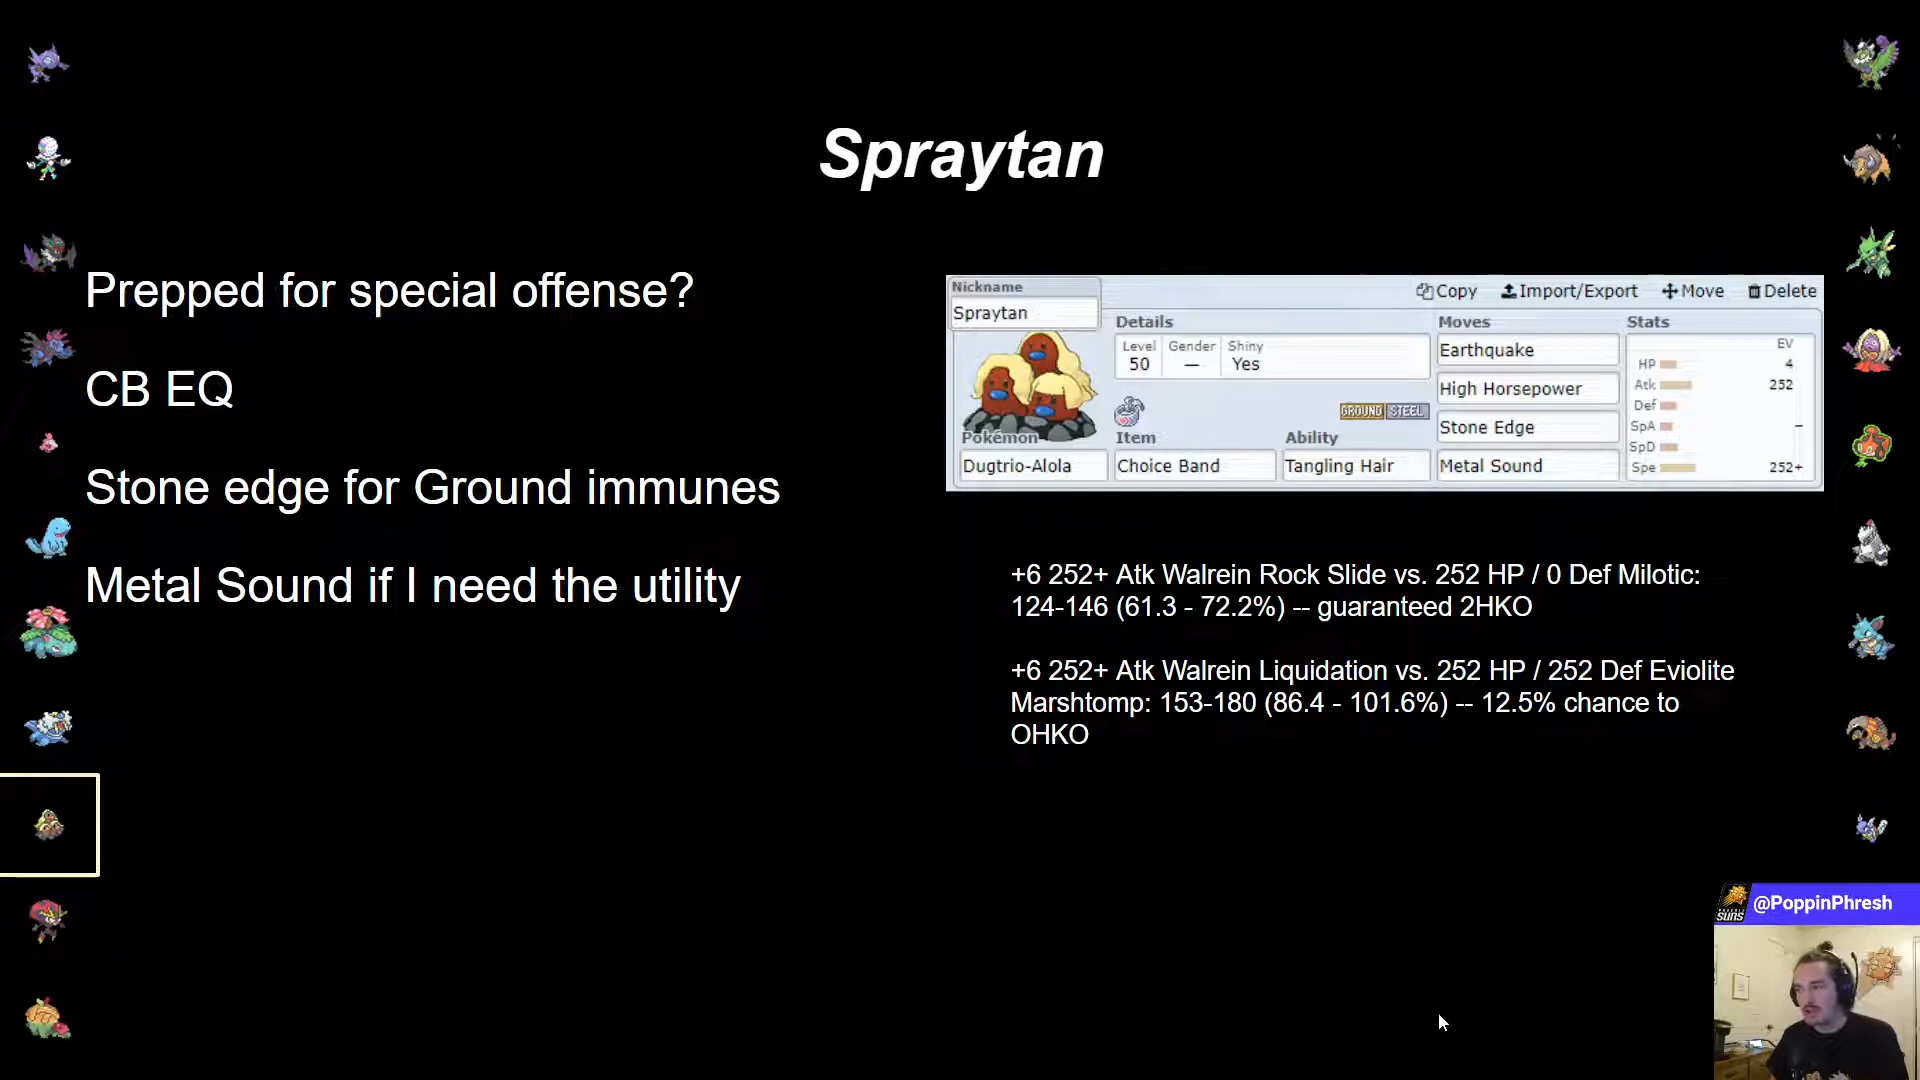 Spraytan
Prepped for special offense?
CB EQ
Stone edge for Ground immunes
Metal Sound if I need the utility
Nickname
Spraytan
Copy Import/Export Move Delete
Details
Level Gender Shiny
50 — Yes
GROUND STEEL
Pokémon Item Ability
Dugtrio-Alola Choice Band Tangling Hair
Moves
Earthquake
High Horsepower
Stone Edge
Metal Sound
Stats
EV
HP 4
Atk 252
Def
SpA –
SpD
Spe 252+
+6 252+ Atk Walrein Rock Slide vs. 252 HP / 0 Def Milotic:
124-146 (61.3 - 72.2%) -- guaranteed 2HKO
+6 252+ Atk Walrein Liquidation vs. 252 HP / 252 Def Eviolite
Marshtomp: 153-180 (86.4 - 101.6%) -- 12.5% chance to
OHKO
SUNS
@PoppinPhresh